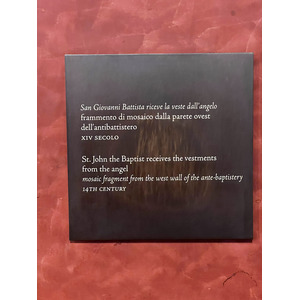 San Giovanni Battista riceve la veste dall'angelo
frammento di mosaico dalla parete ovest
dell'antibattistero
XIV SECOLO
St. John the Baptist receives the vestments
from the angel
mosaic fragment from the west wall of the ante-baptistery
14TH CENTURY